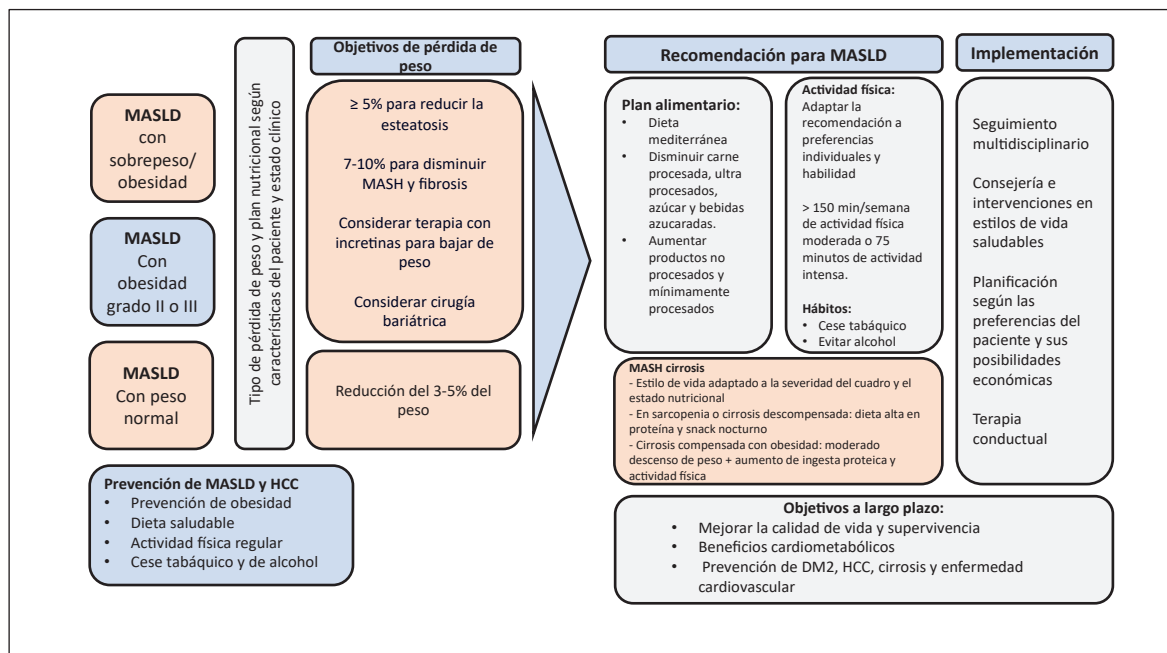 MASLD
con
sobrepeso/
obesidad
MASLD
Con
obesidad
grado II o III
MASLD
Con peso
normal
Tipo de pérdida de peso y plan nutricional según
características del paciente y estado clínico
Objetivos de pérdida de
peso
≥ 5% para reducir la
esteatosis
7-10% para disminuir
MASH y fibrosis
Considerar terapia con
incretinas para bajar de
peso
Considerar cirugía
bariátrica
Reducción del 3-5% del
peso
Prevención de MASLD y HCC
• Prevención de obesidad
• Dieta saludable
• Actividad física regular
• Cese tabáquico y de alcohol
Recomendación para MASLD
Plan alimentario:
• Dieta
mediterránea
• Disminuir carne
procesada, ultra
procesados,
azúcar y bebidas
azucaradas.
• Aumentar
productos no
procesados y
mínimamente
procesados
Actividad física:
Adaptar la
recomendación a
preferencias
individuales y
habilidad
> 150 min/semana
de actividad física
moderada o 75
minutos de actividad
intensa.
Hábitos:
• Cese tabáquico
• Evitar alcohol
MASH cirrosis
- Estilo de vida adaptado a la severidad del cuadro y el
estado nutricional
- En sarcopenia o cirrosis descompensada: dieta alta en
proteína y snack nocturno
- Cirrosis compensada con obesidad: moderado
descenso de peso + aumento de ingesta proteica y
actividad física
Implementación
Seguimiento
multidisciplinario
Consejería e
intervenciones en
estilos de vida
saludables
Planificación
según las
preferencias del
paciente y sus
posibilidades
económicas
Terapia
conductual
Objetivos a largo plazo:
• Mejorar la calidad de vida y supervivencia
• Beneficios cardiometabólicos
• Prevención de DM2, HCC, cirrosis y enfermedad
cardiovascular